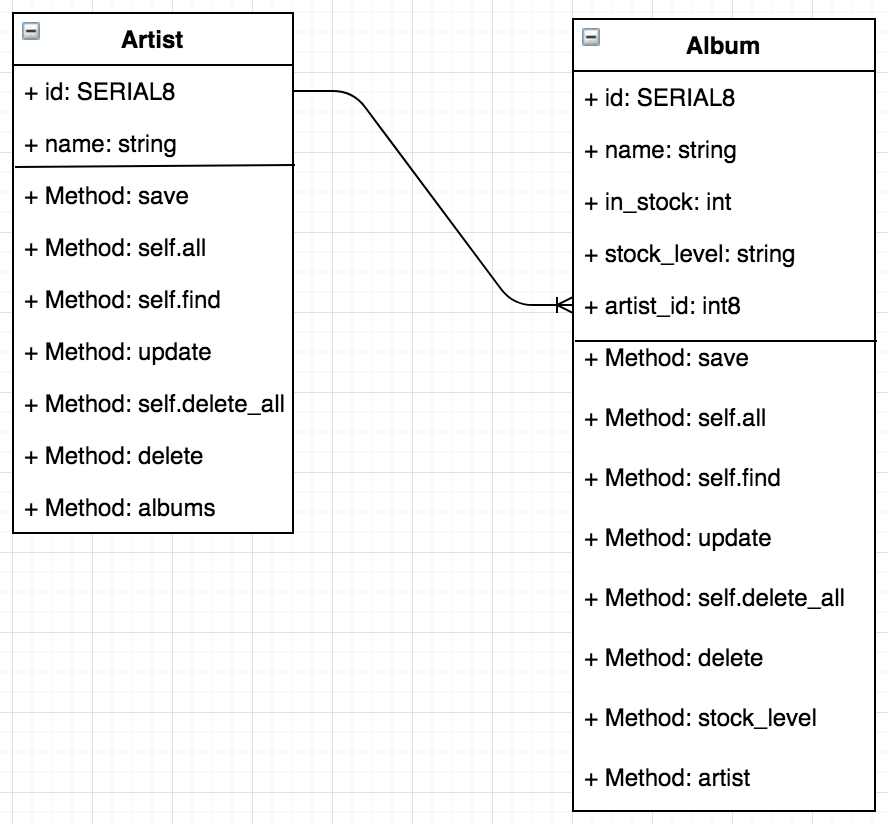 Artist
+ id: SERIAL8
+ name: string
+ Method: save
+ Method: self.all
+ Method: self.find
+ Method: update
+ Method: self.delete_all
+ Method: delete
+ Method: albums
Album
+ id: SERIAL8
+ name: string
+ in_stock: int
+ stock_level: string
+ artist_id: int8
+ Method: save
+ Method: self.all
+ Method: self.find
+ Method: update
+ Method: self.delete_all
+ Method: delete
+ Method: stock_level
+ Method: artist